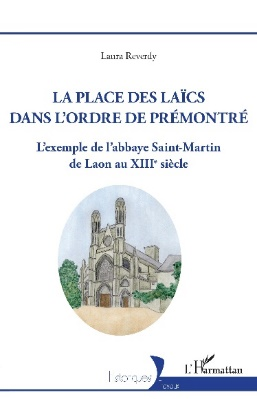 Laura Reverdy
LA PLACE DES LAÏCS
DANS L'ORDRE DE PRÉMONTRÉ
L'exemple de l'abbaye Saint-Martin
de Laon au XIIIe siècle
Historiques
L'Harmattan